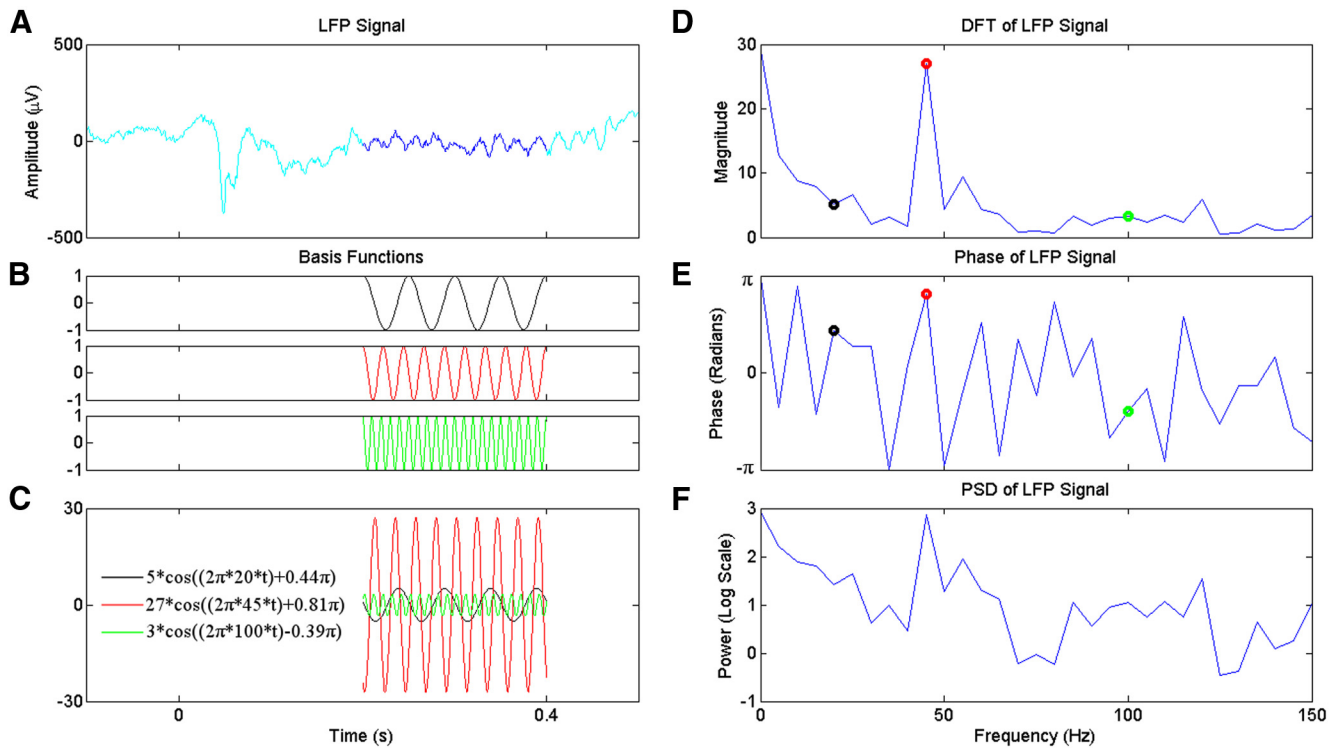 A
LFP Signal
Amplitude (μV)
500
0
-500
B
Basis Functions
1
0
-1
1
0
-1
1
0
-1
C
30
0
-30
5*cos((2π*20*t)+0.44π)
27*cos((2π*45*t)+0.81π)
3*cos((2π*100*t)-0.39π)
0
0.4
Time (s)
D
DFT of LFP Signal
Magnitude
30
20
10
0
E
Phase of LFP Signal
Phase (Radians)
π
0
-π
F
PSD of LFP Signal
Power (Log Scale)
3
2
1
0
-1
0
50
100
150
Frequency (Hz)